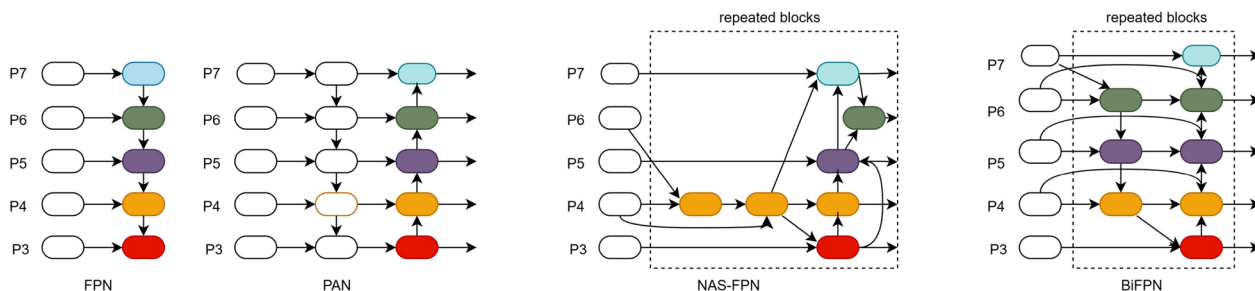 P7
P6
P5
P4
P3
FPN
P7
P6
P5
P4
P3
PAN
repeated blocks
P7
P6
P5
P4
P3
NAS-FPN
repeated blocks
P7
P6
P5
P4
P3
BiFPN